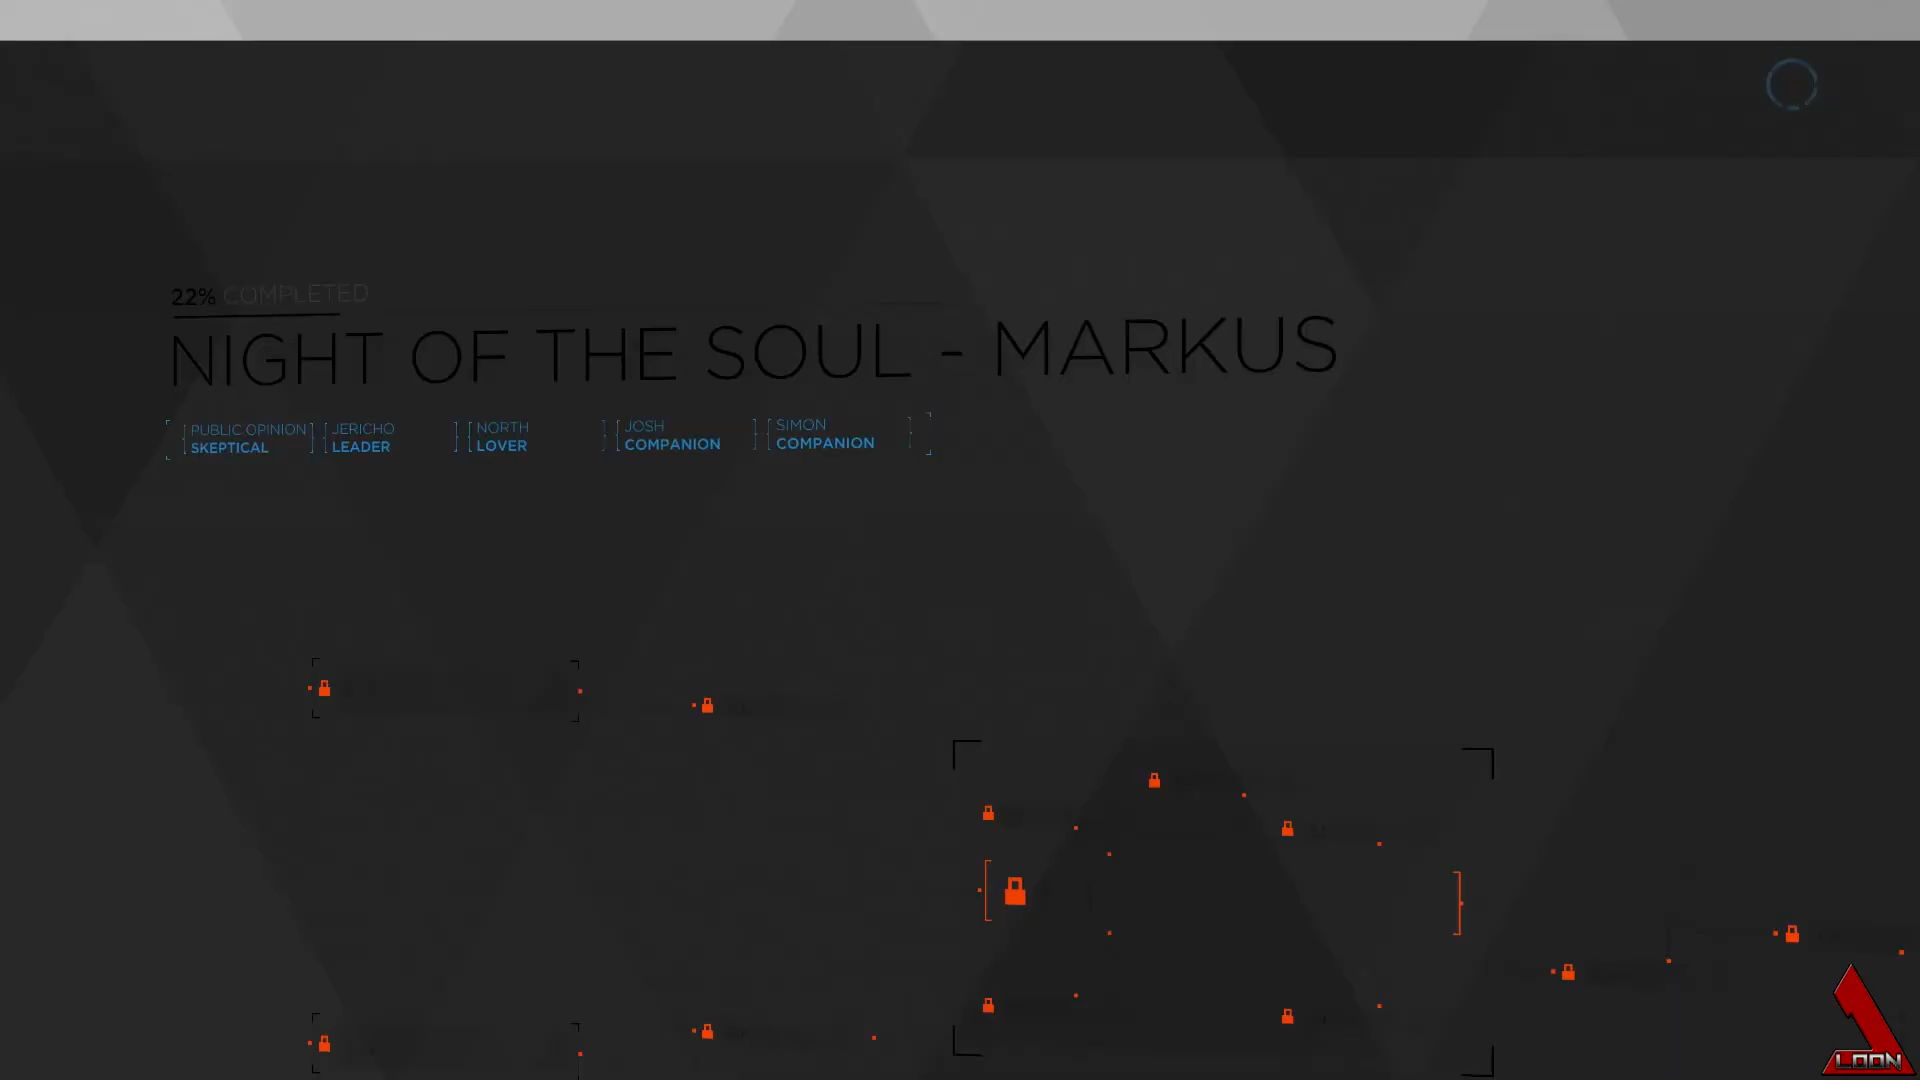 22% COMPLETED
NIGHT OF THE SOUL - MARKUS
PUBLIC OPINION
SKEPTICAL
JERICHO
LEADER
NORTH
LOVER
JOSH
COMPANION
SIMON
COMPANION
LOON